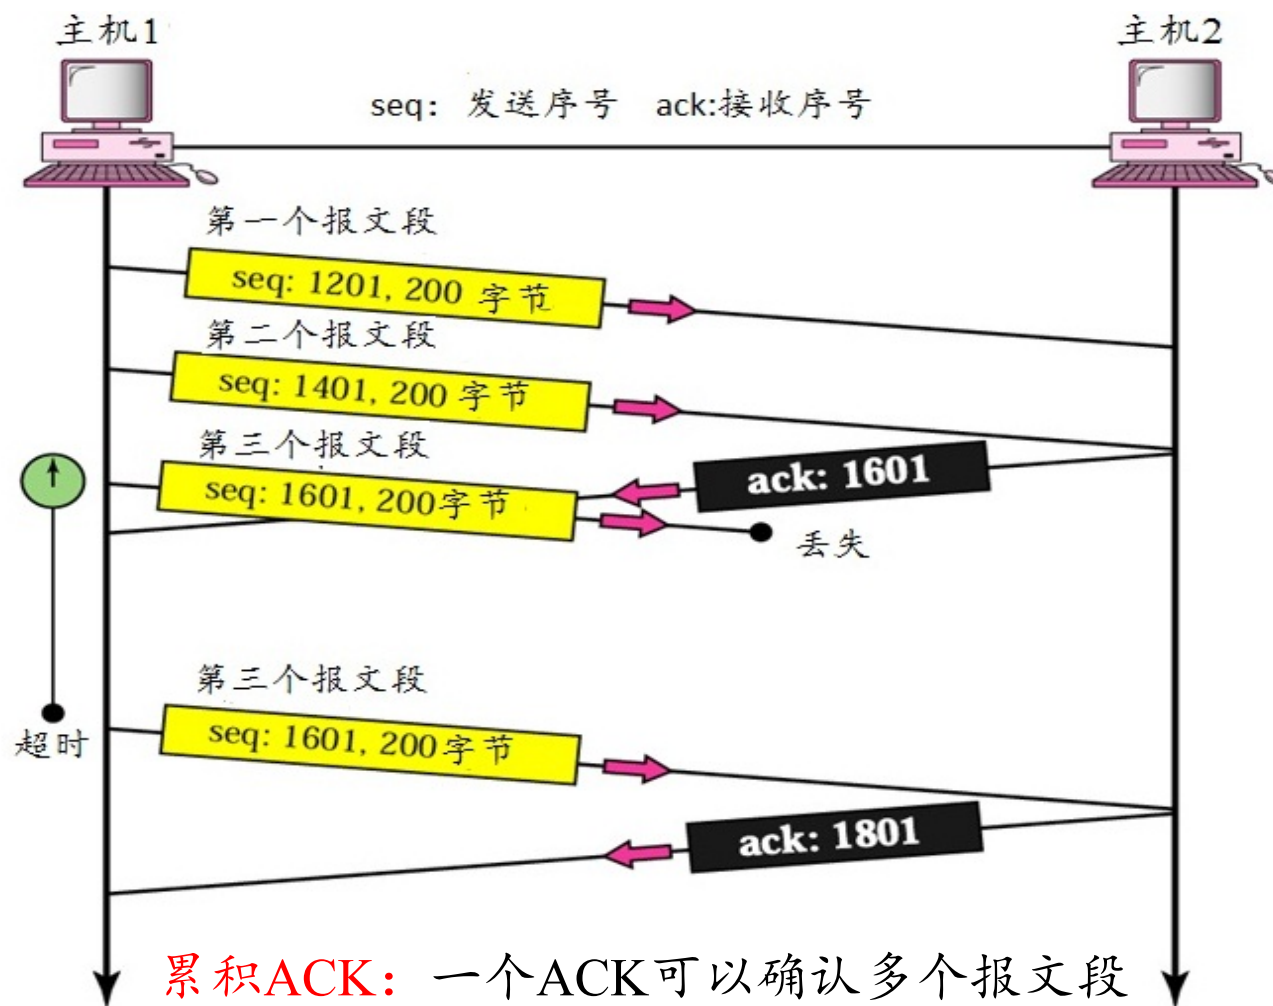 主机1
主机2
seq：发送序号 ack:接收序号
第一个报文段
seq: 1201, 200 字节
第二个报文段
seq: 1401, 200 字节
第三个报文段
ack: 1601
seq: 1601, 200字节
丢失
第三个报文段
超时
seq: 1601, 200字节
ack: 1801
累积ACK：一个ACK可以确认多个报文段